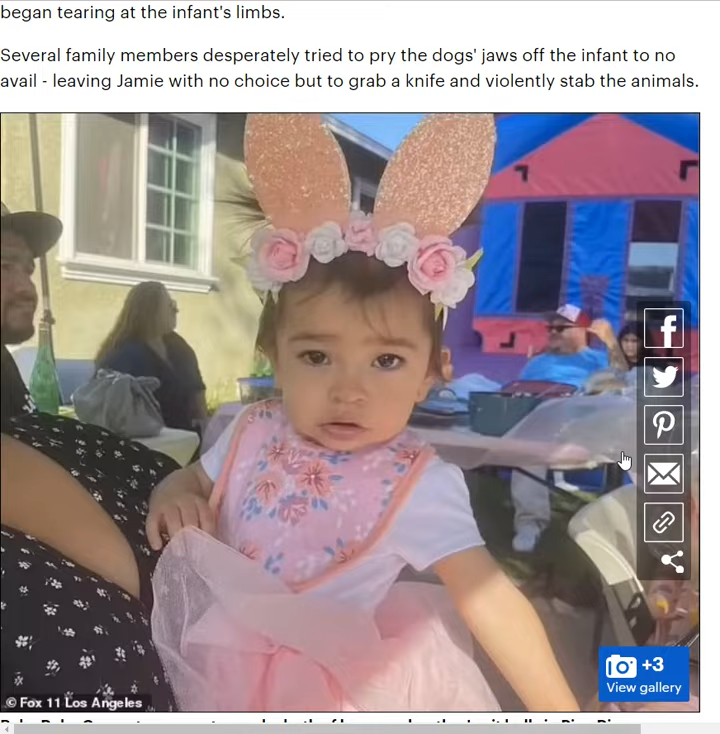 began tearing at the infant's limbs.
Several family members desperately tried to pry the dogs' jaws off the infant to no
avail - leaving Jamie with no choice but to grab a knife and violently stab the animals.
+3
View gallery
© Fox 11 Los Angeles